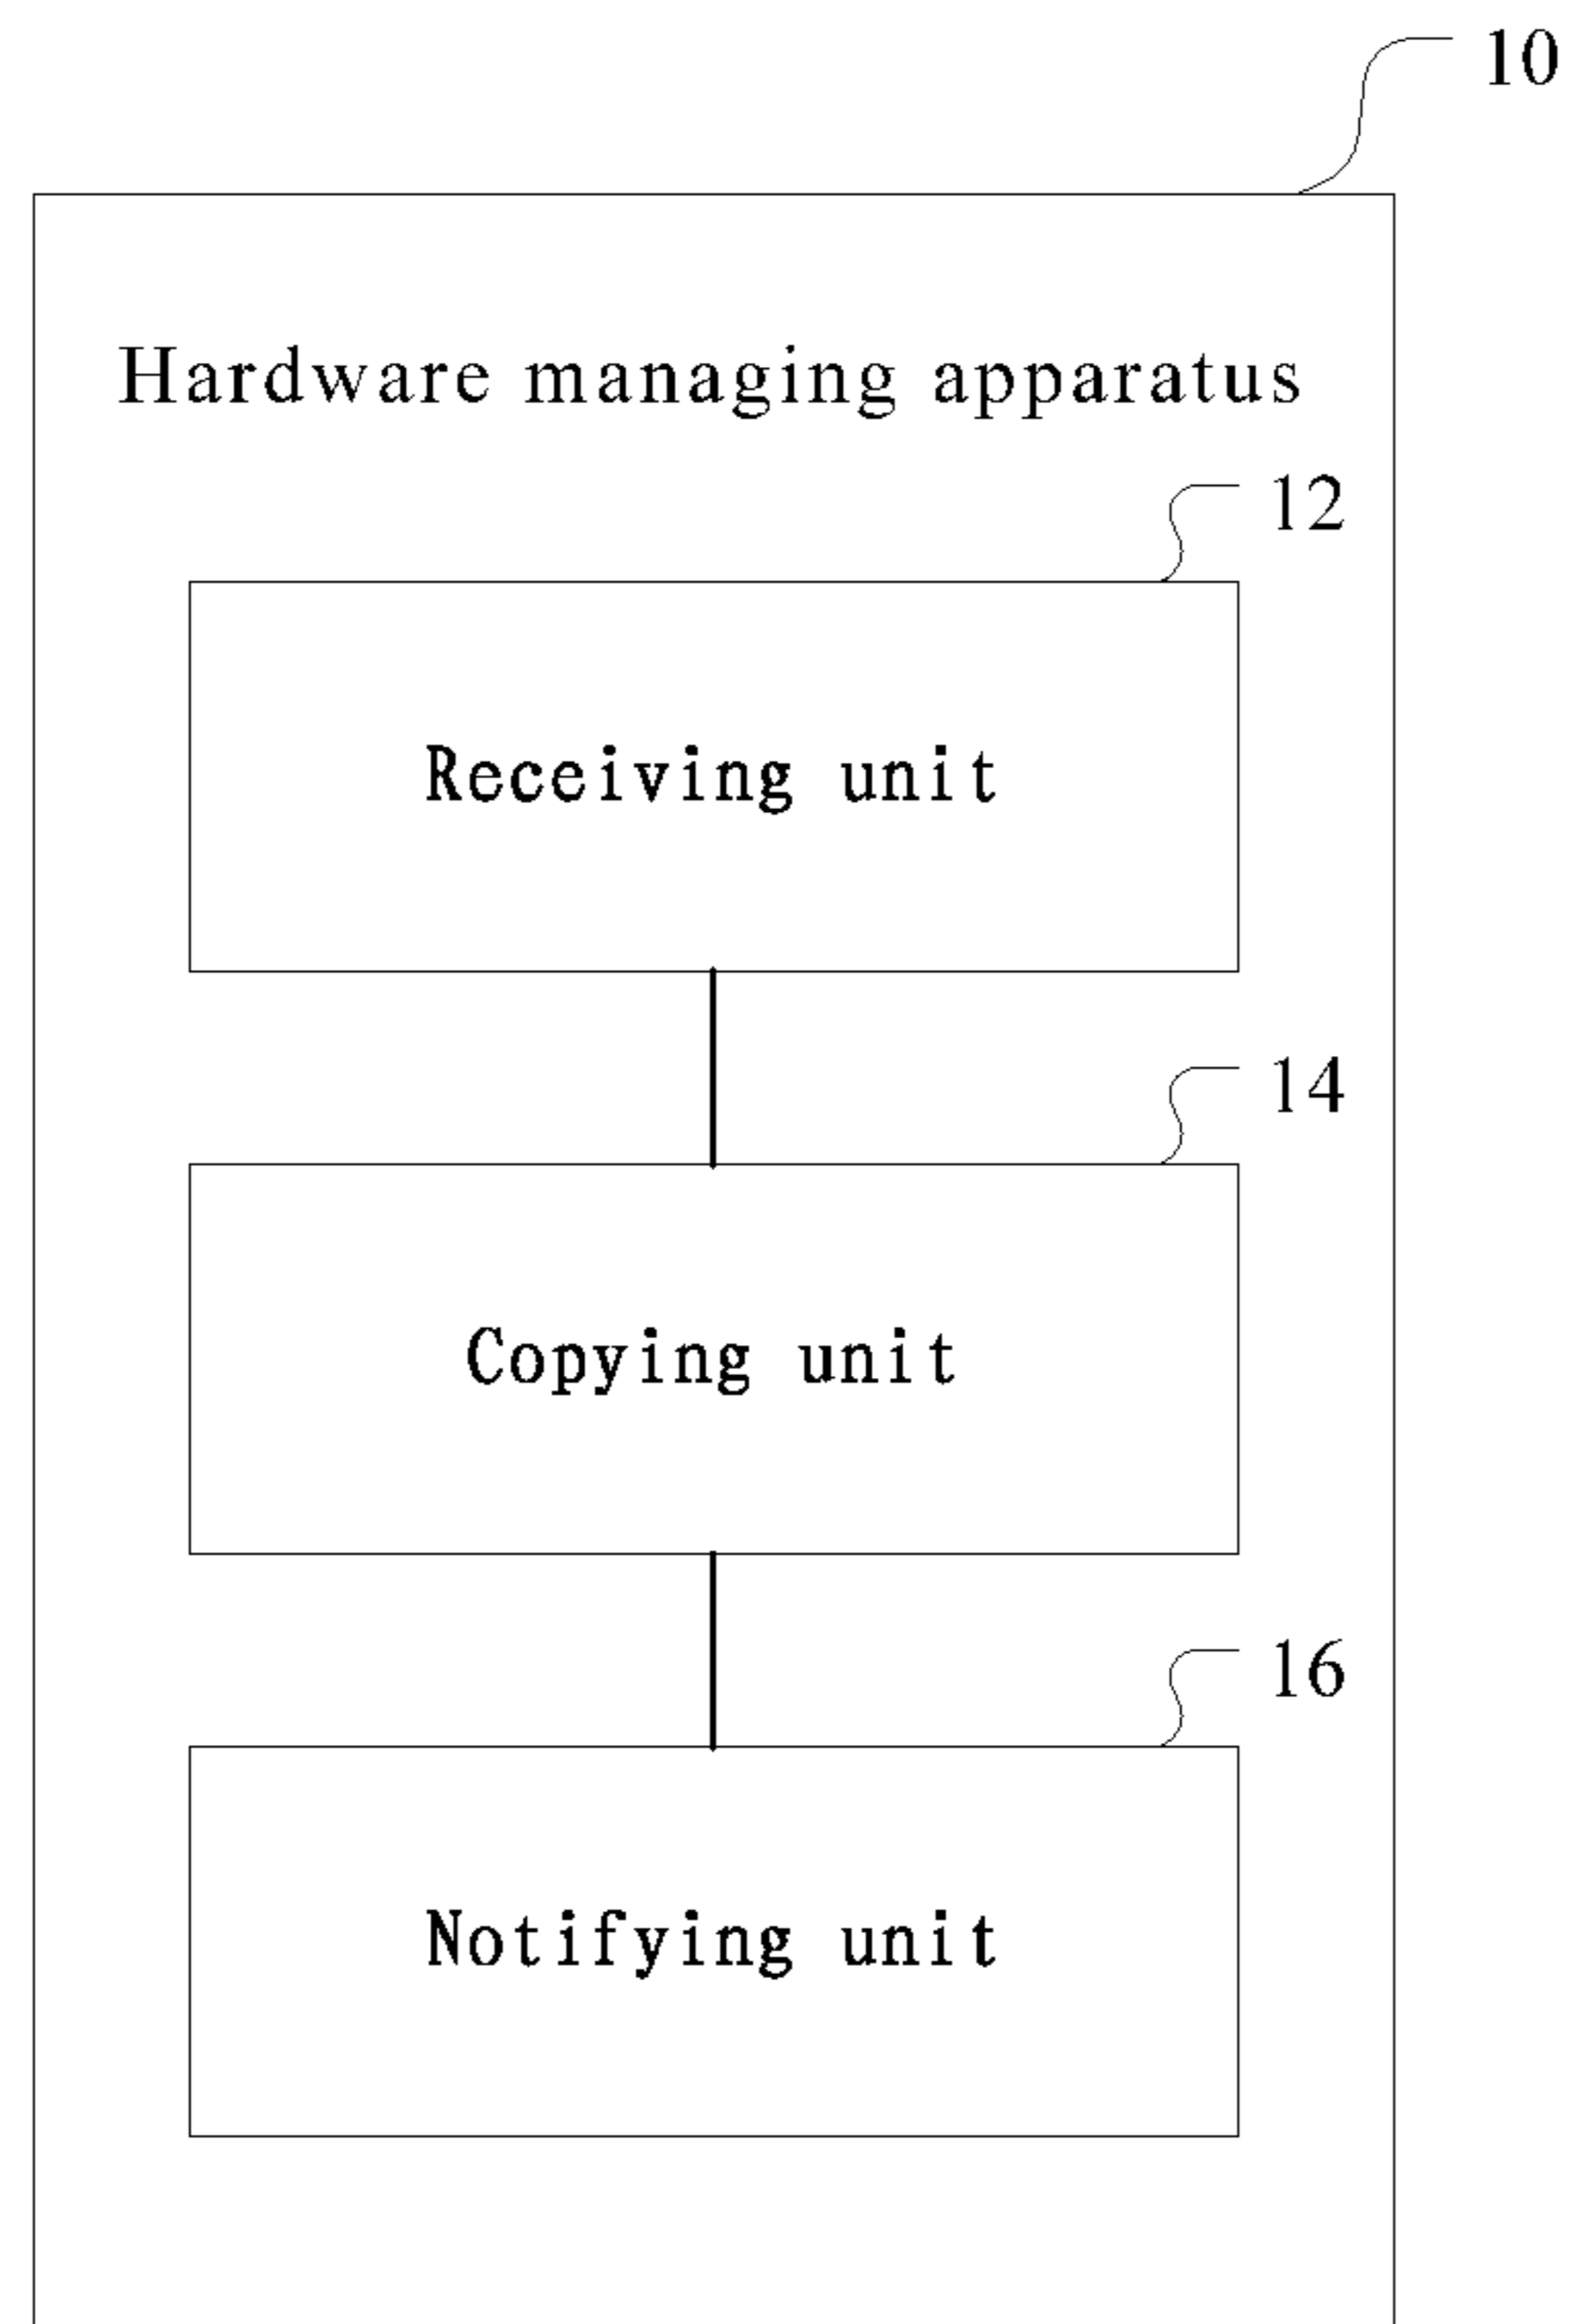 10
Hardware managing apparatus
12
Receiving unit
14
Copying unit
16
Notifying unit